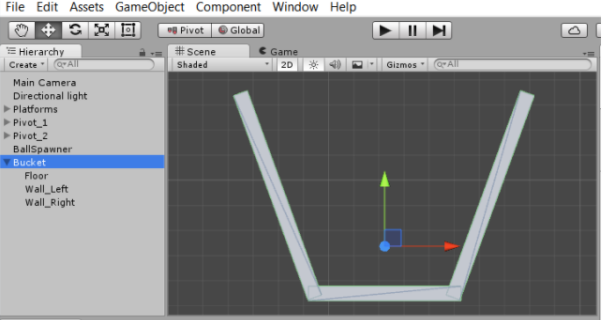 File Edit Assets GameObject Component Window Help
Pivot Global
Hierarchy Scene Game
Create All Shaded 2D Gizmos All
Main Camera
Directional light
Platforms
Pivot_1
Pivot_2
BallSpawner
Bucket
Floor
Wall_Left
Wall_Right